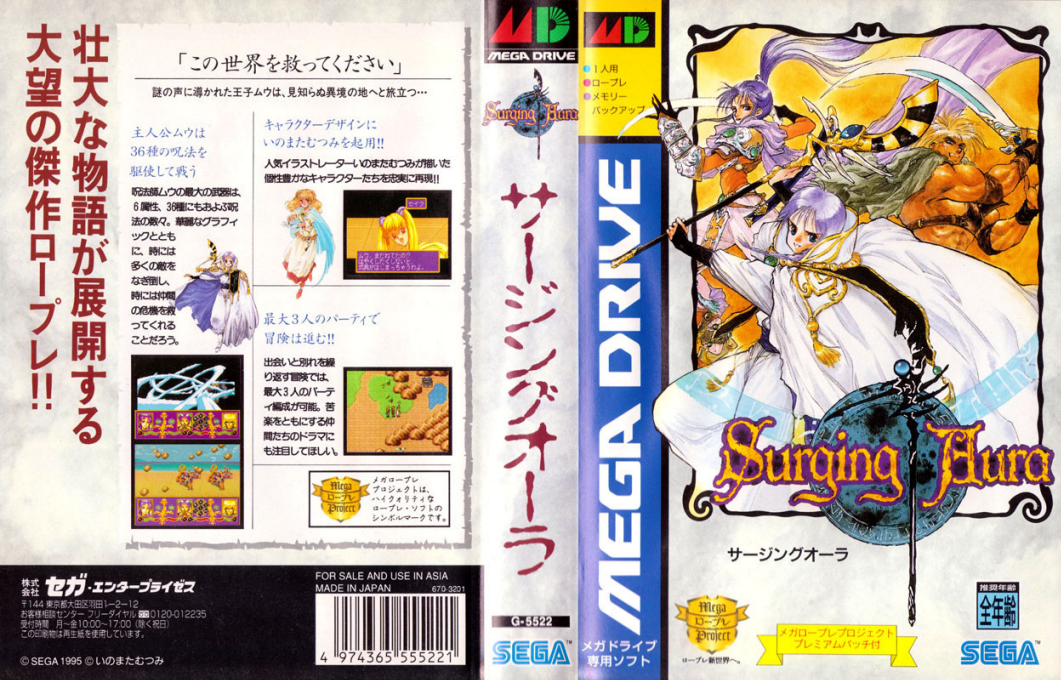 壮大な物語が展開する
大望の傑作ロープレ!!
「この世界を救ってください」
謎の声に導かれた王子ムウは、見知らぬ異境の地へと旅立つ…
主人公ムウは
36種の呪法を
駆使して戦う
呪法師ムウの最大の武器は、
6属性、36種にもおよぶ呪
法の数々。華麗なグラフィ
ックととも
に、時には
多くの敵を
なぎ倒し、
時には仲間
の危機を救
ってくれる
ことだろう。
キャラクターデザインに
いのまたむつみを起用!!
人気イラストレーターいのまたむつみが描いた
個性豊かなキャラクターたちを忠実に再現!!
セイラ
最大3人のパーティで
冒険は進む!!
出会いと別れを繰
り返す冒険では、
最大3人のパーテ
ィ編成が可能。苦
楽をともにする仲
間たちのドラマに
も注目してほしい。
Mega
ロープレ
Project
メガロープレ
プロジェクトは、
ハイクオリティな
ロープレ・ソフトの
シンボルマークです。
株式会社 セガ・エンタープライゼス
〒144 東京都大田区羽田1-2-12
お客様相談センター フリーダイヤル 0120-012235
受付時間 月〜金10:00〜17:00（除く祝日）
この印刷物は再生紙を使用しています。
© SEGA 1995 © いのまたむつみ
FOR SALE AND USE IN ASIA
MADE IN JAPAN
670-3201
4 974365 555221
MD
MEGA DRIVE
Surging Aura
サージングオーラ
G-5522
SEGA™
MD
1人用
ロープレ
メモリー
バックアップ
MEGA DRIVE
メガドライブ
専用ソフト
Surging Aura
サージングオーラ
Mega
ロープレ
Project
ロープレ新世界へ。
メガロープレプロジェクト
プレミアムパッチ付
推奨年齢
全年齢
SEGA™